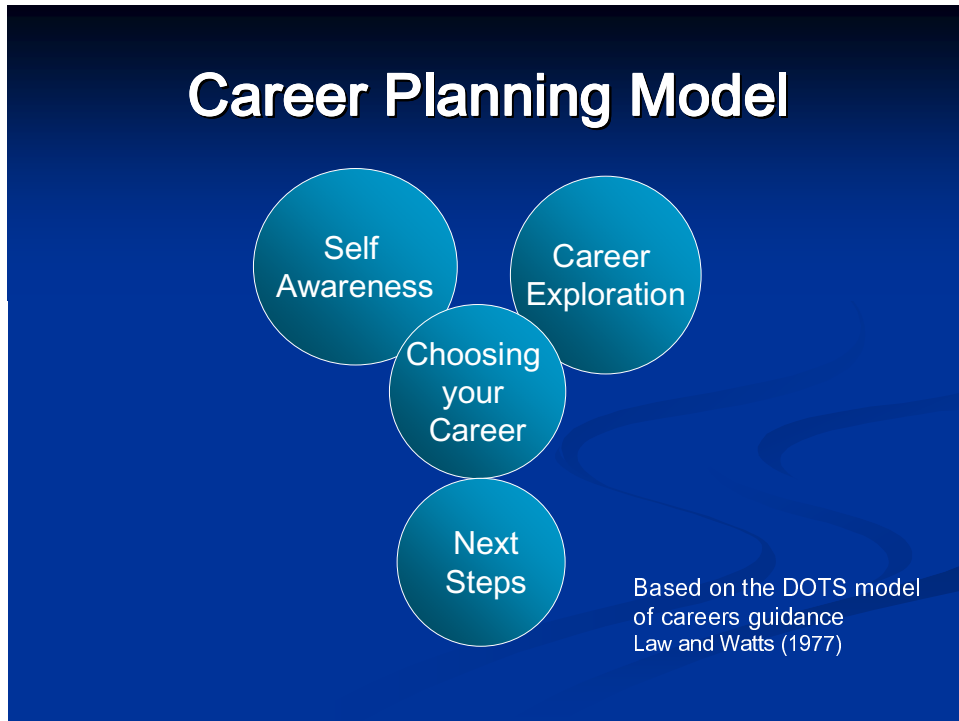 Career Planning Model
Self
Awareness
Career
Exploration
Choosing
your
Career
Next
Steps
Based on the DOTS model
of careers guidance
Law and Watts (1977)